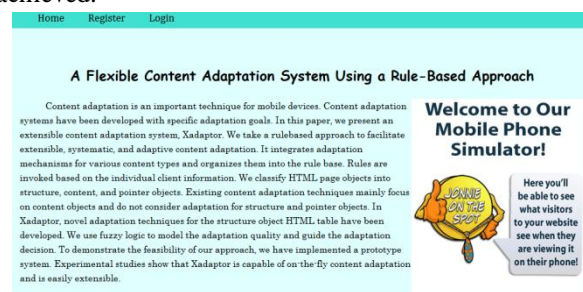 achieved.
Home Register Login
A Flexible Content Adaptation System Using a Rule-Based Approach
Content adaptation is an important technique for mobile devices. Content adaptation
systems have been developed with specific adaptation goals. In this paper, we present an
extensible content adaptation system, Xadaptor. We take a rulebased approach to facilitate
extensible, systematic, and adaptive content adaptation. It integrates adaptation
mechanisms for various content types and organizes them into the rule base. Rules are
invoked based on the individual client information. We classify HTML page objects into
structure, content, and pointer objects. Existing content adaptation techniques mainly focus
on content objects and do not consider adaptation for structure and pointer objects. In
Xadaptor, novel adaptation techniques for the structure object HTML table have been
developed. We use fuzzy logic to model the adaptation quality and guide the adaptation
decision. To demonstrate the feasibility of our approach, we have implemented a prototype
system. Experimental studies show that Xadaptor is capable of on-the-fly content adaptation
and is easily extensible.
Welcome to Our
Mobile Phone
Simulator!
JONNIE
ON THE
SPOT
Here you'll
be able to see
what visitors
to your website
see when they
are viewing it
on their phone!